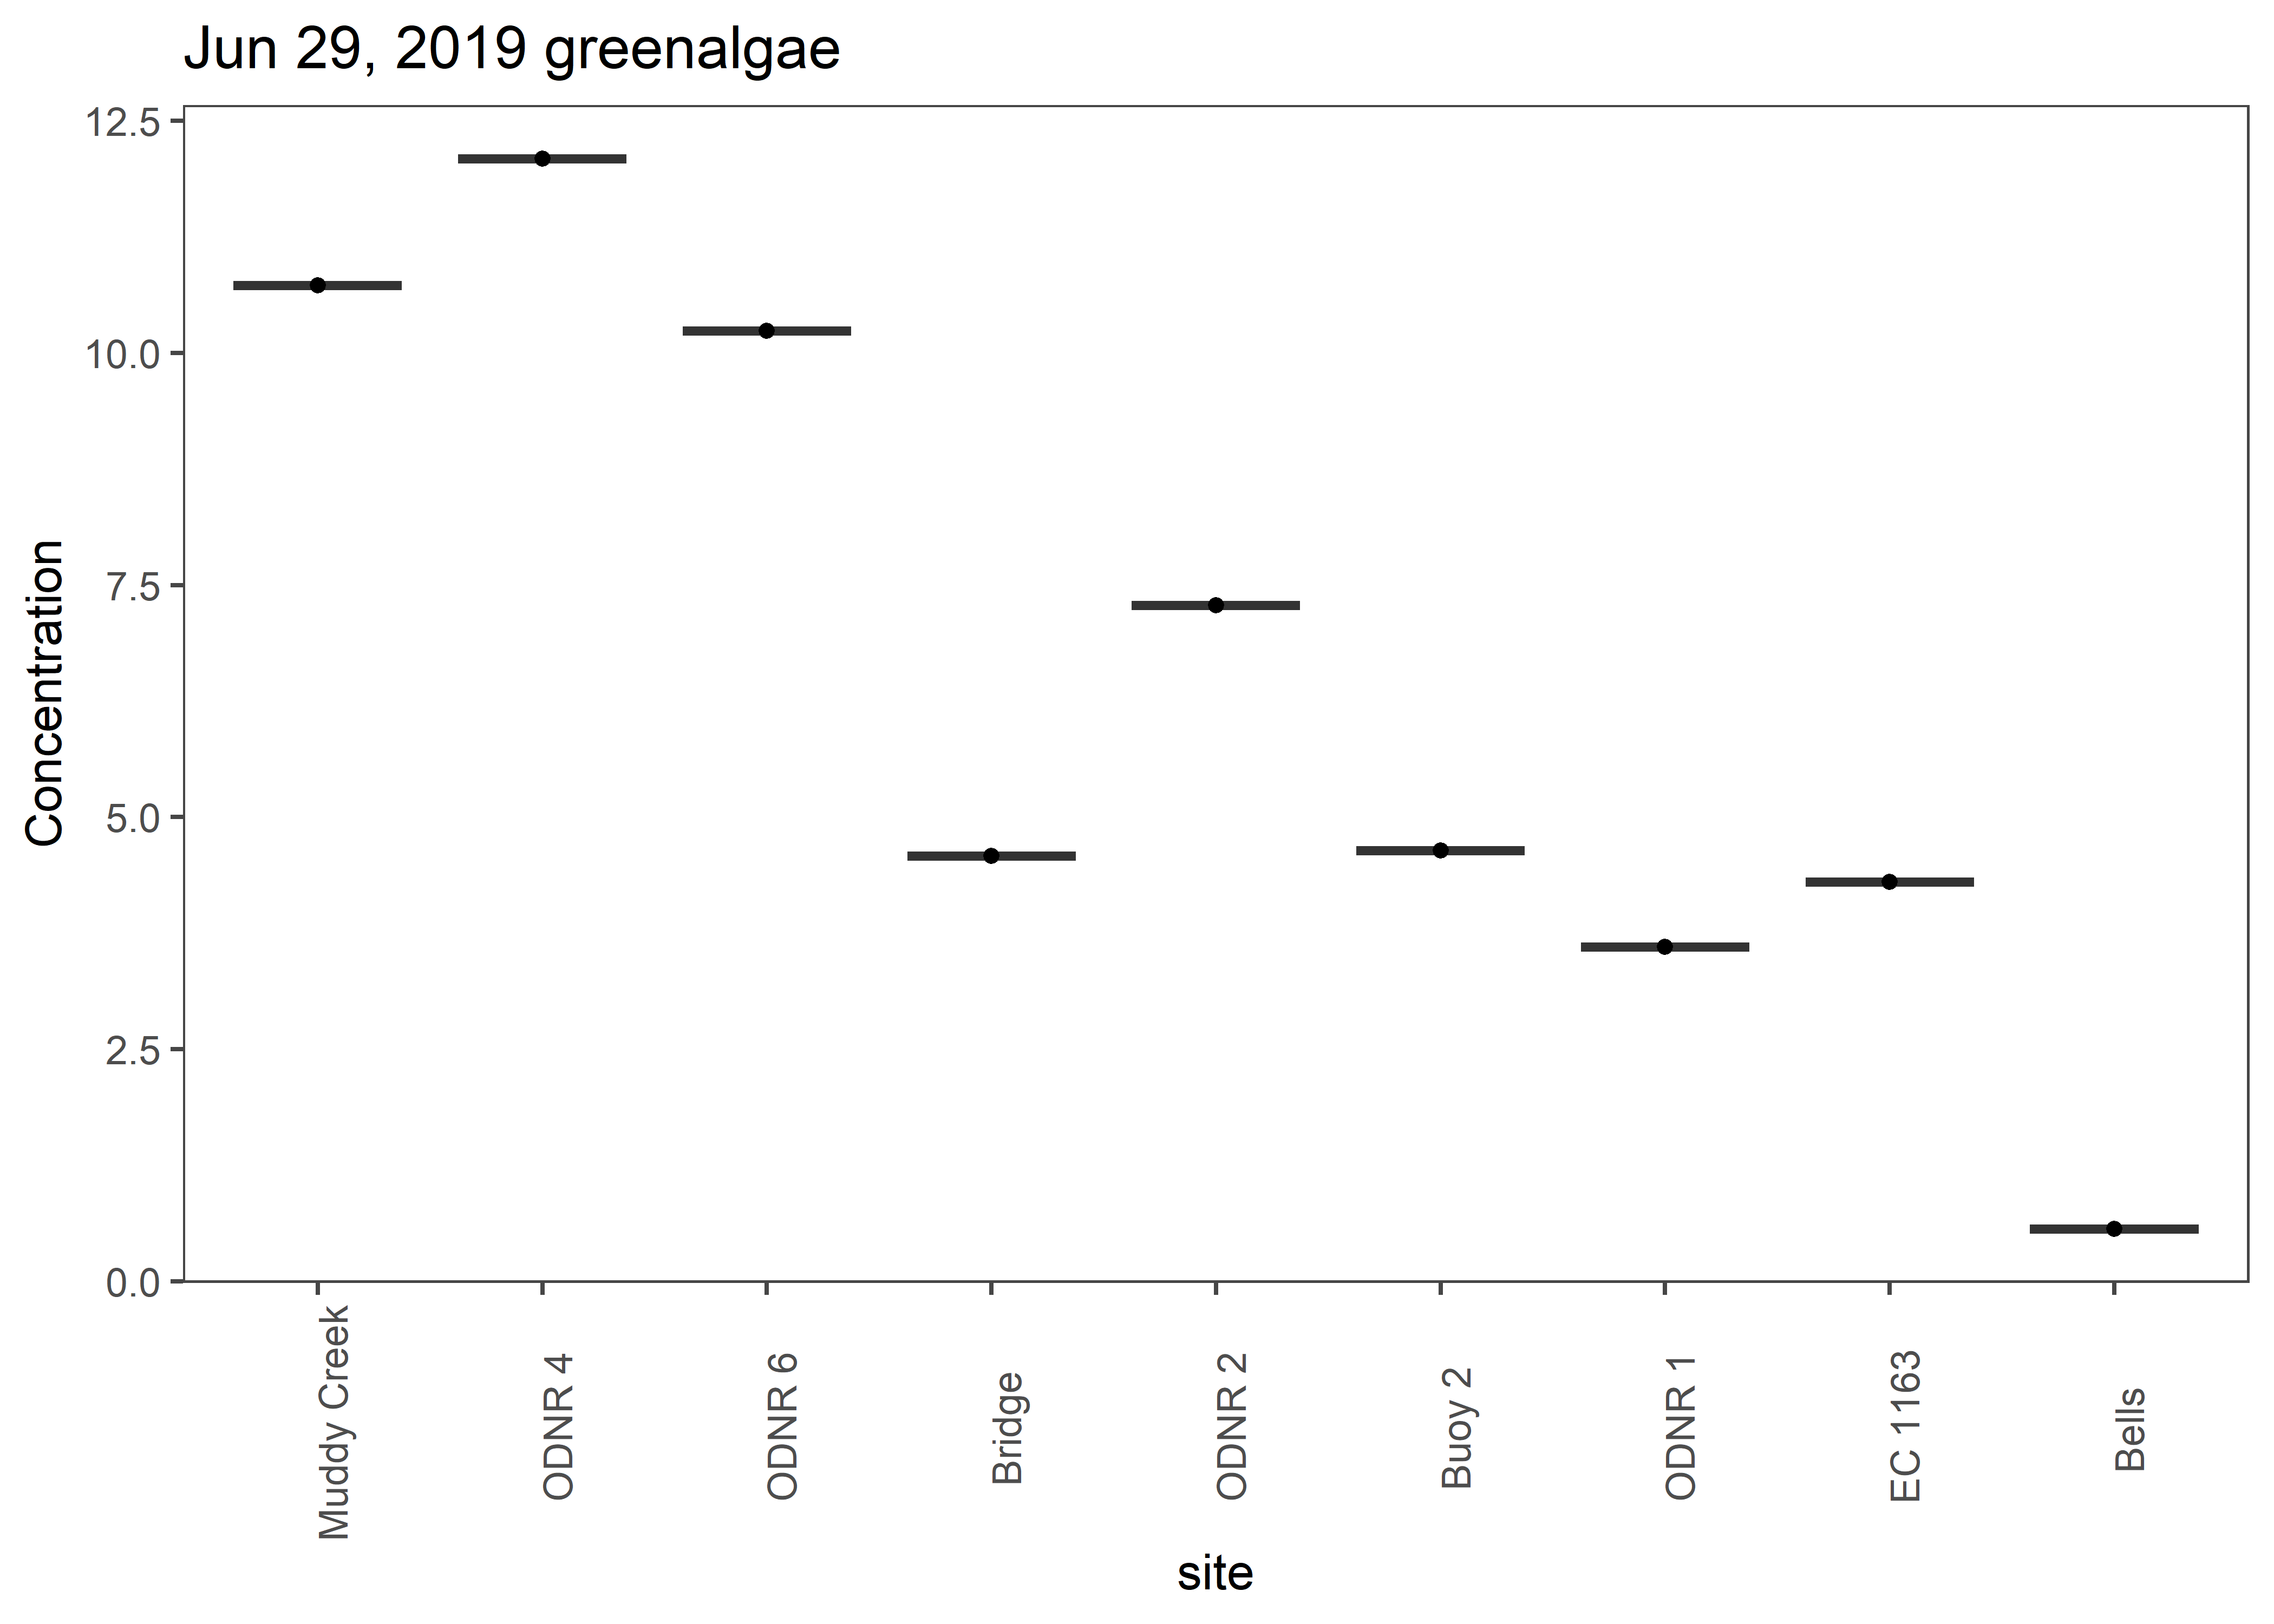 Jun 29, 2019 greenalgae
12.5
10.0
7.5
5.0
2.5
0.0
Concentration
Muddy Creek
ODNR 4
ODNR 6
Bridge
ODNR 2
Buoy 2
ODNR 1
EC 1163
Bells
site